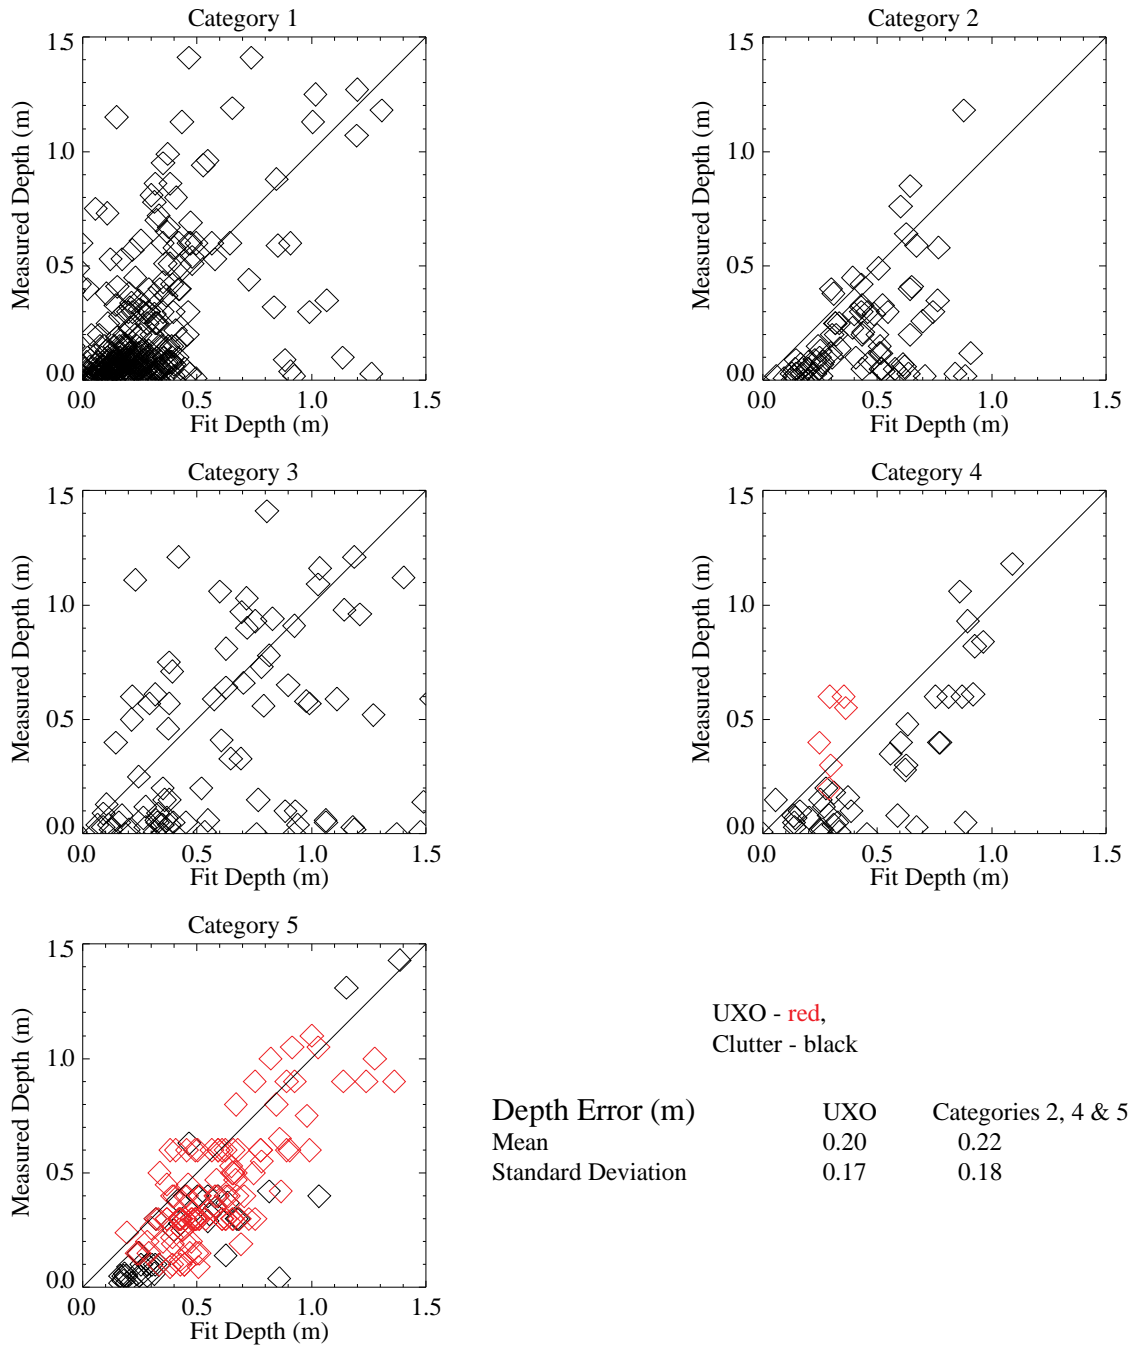 Category 1
1.5
1.0
0.5
0.0
Measured Depth (m)
0.0 0.5 1.0 1.5
Fit Depth (m)
Category 2
1.5
1.0
0.5
0.0
Measured Depth (m)
0.0 0.5 1.0 1.5
Fit Depth (m)
Category 3
1.5
1.0
0.5
0.0
Measured Depth (m)
0.0 0.5 1.0 1.5
Fit Depth (m)
Category 4
1.5
1.0
0.5
0.0
Measured Depth (m)
0.0 0.5 1.0 1.5
Fit Depth (m)
Category 5
1.5
1.0
0.5
0.0
Measured Depth (m)
0.0 0.5 1.0 1.5
Fit Depth (m)
UXO - red,
Clutter - black
Depth Error (m) UXO Categories 2, 4 & 5
Mean 0.20 0.22
Standard Deviation 0.17 0.18